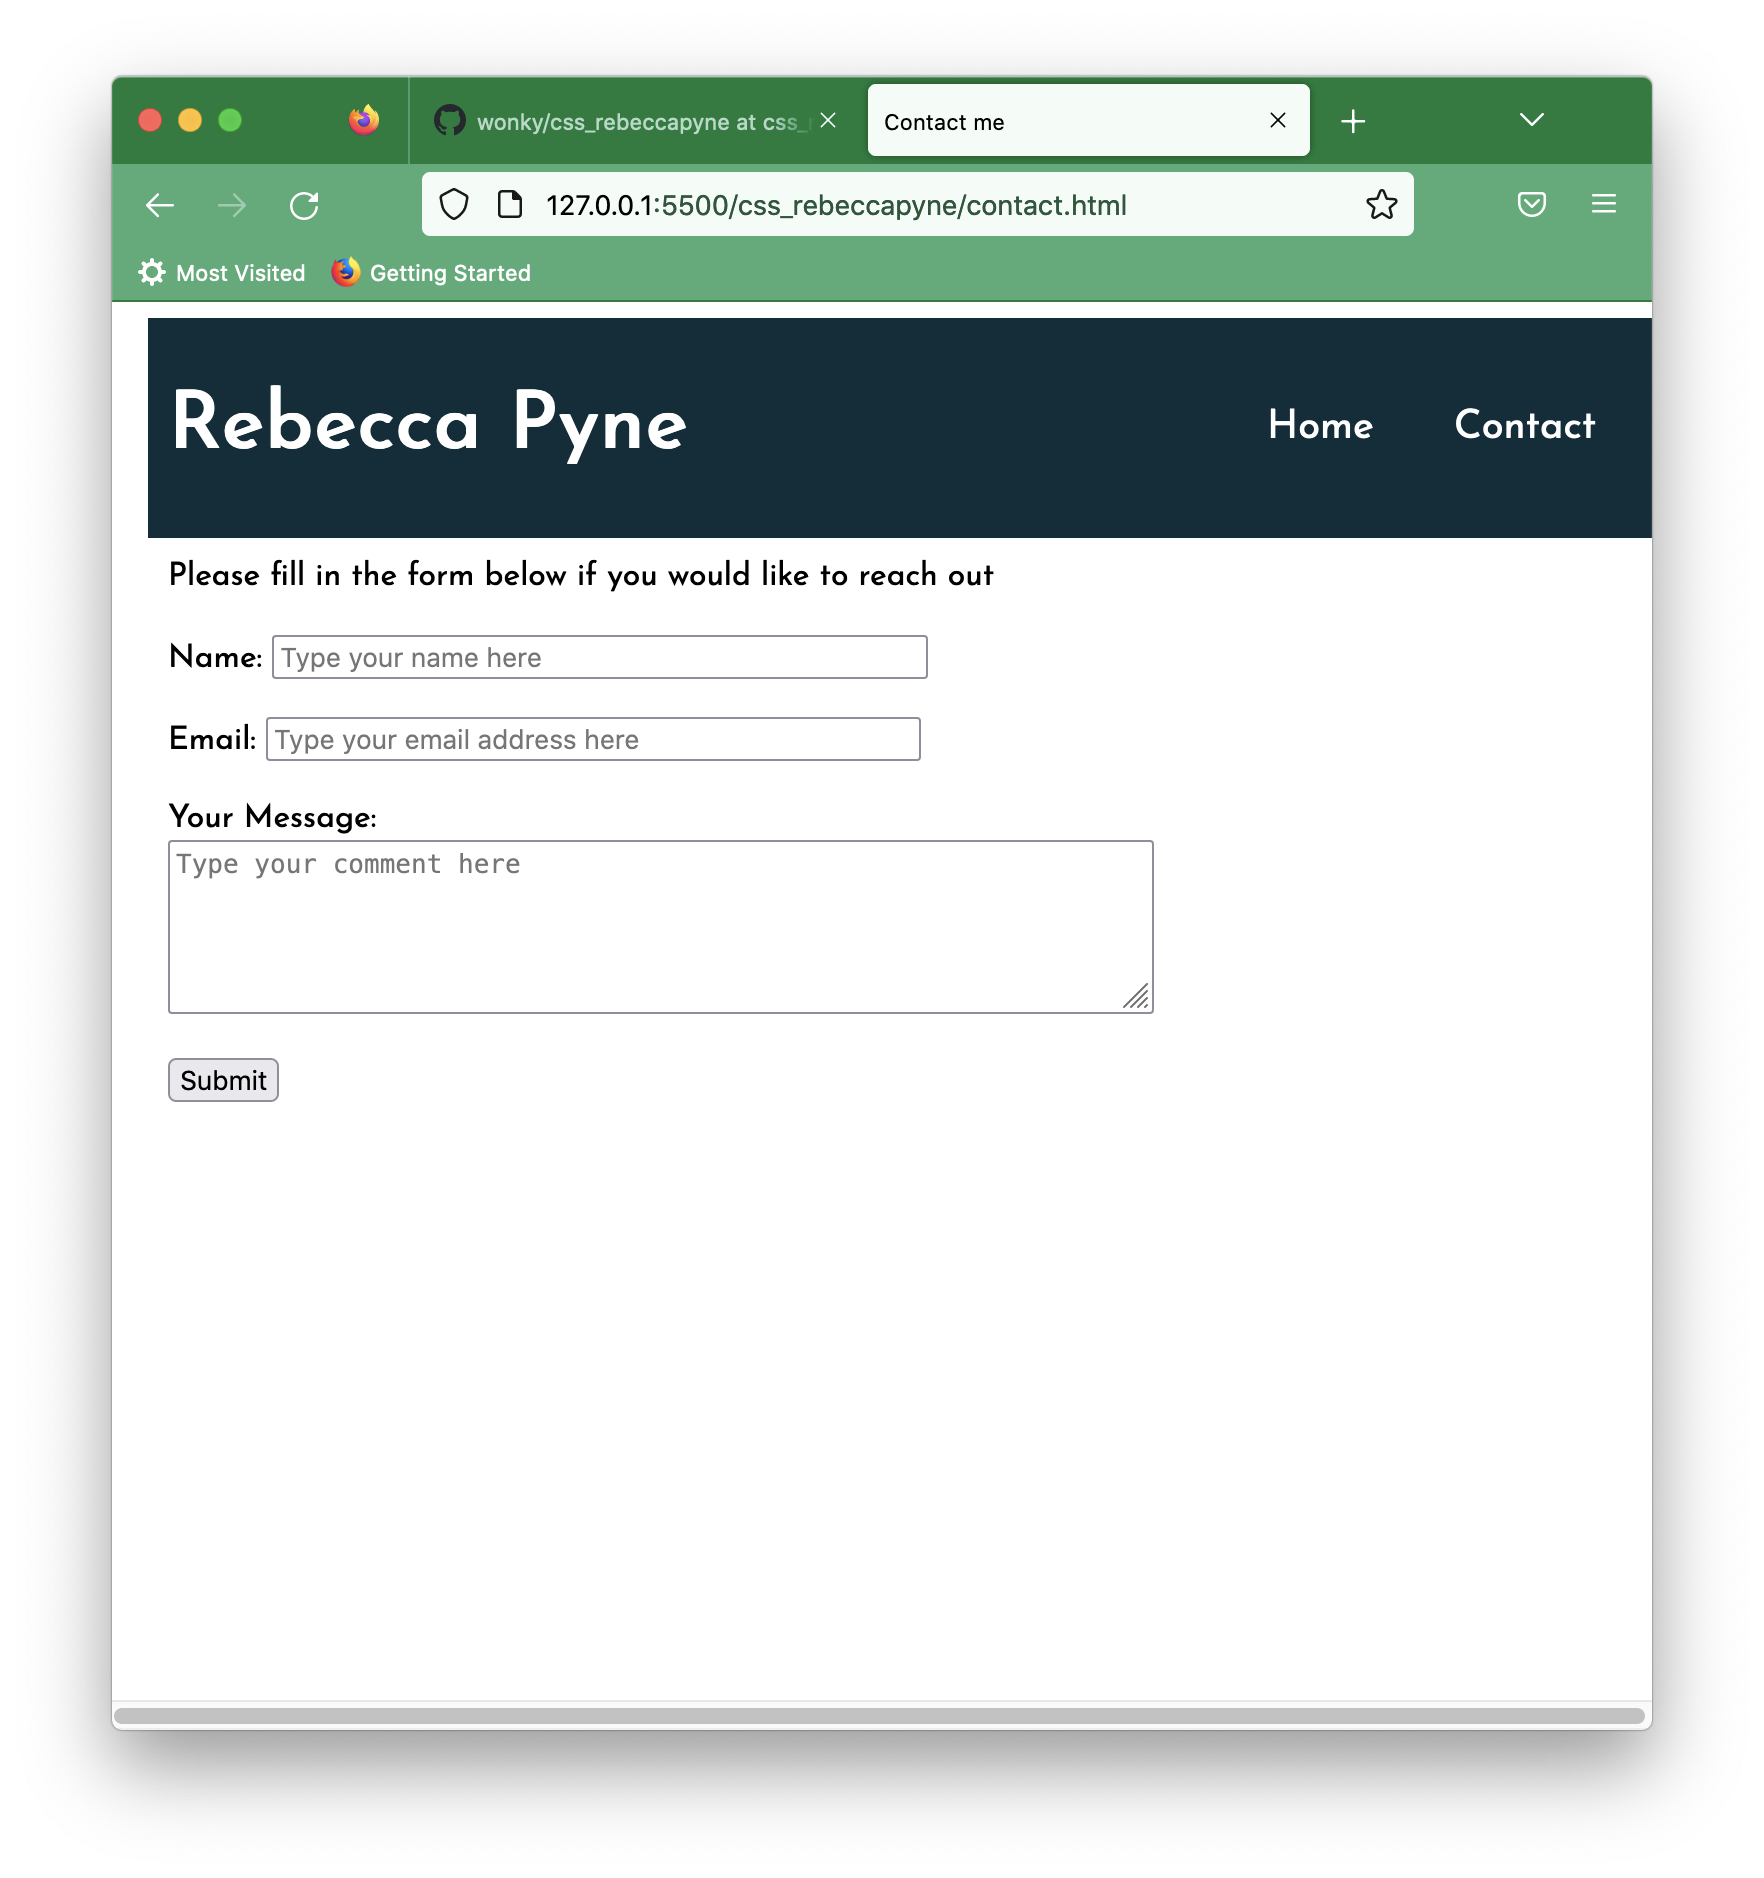 wonky/css_rebeccapyne at css_
Contact me
127.0.0.1:5500/css_rebeccapyne/contact.html
Most Visited Getting Started
Rebecca Pyne Home Contact
Please fill in the form below if you would like to reach out
Name: Type your name here
Email: Type your email address here
Your Message:
Type your comment here
Submit